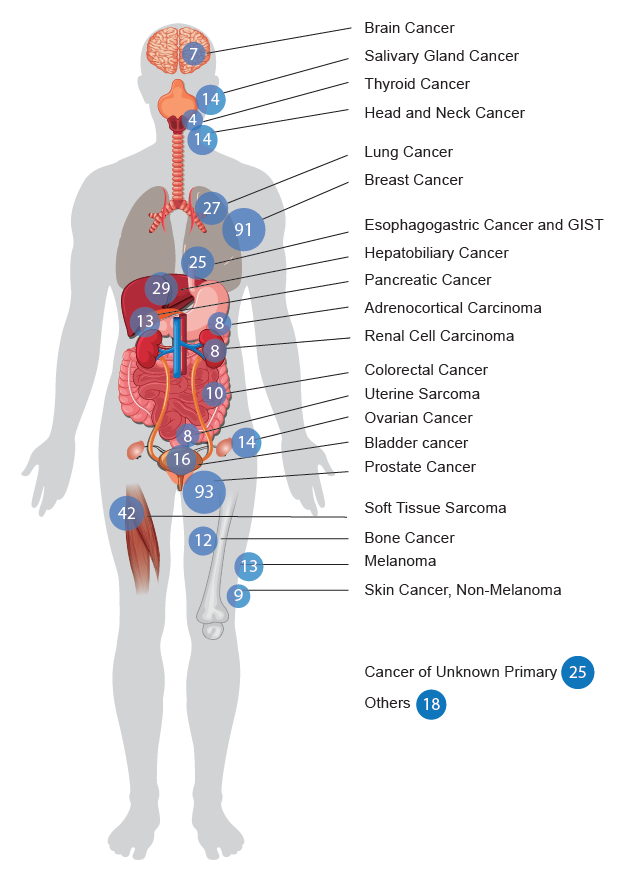 7 Brain Cancer
14 Salivary Gland Cancer
4 Thyroid Cancer
14 Head and Neck Cancer
27 Lung Cancer
91 Breast Cancer
25 Esophagogastric Cancer and GIST
29 Hepatobiliary Cancer
13 Pancreatic Cancer
8 Adrenocortical Carcinoma
8 Renal Cell Carcinoma
10 Colorectal Cancer
8 Uterine Sarcoma
14 Ovarian Cancer
16 Bladder cancer
93 Prostate Cancer
42 Soft Tissue Sarcoma
12 Bone Cancer
13 Melanoma
9 Skin Cancer, Non-Melanoma
Cancer of Unknown Primary 25
Others 18